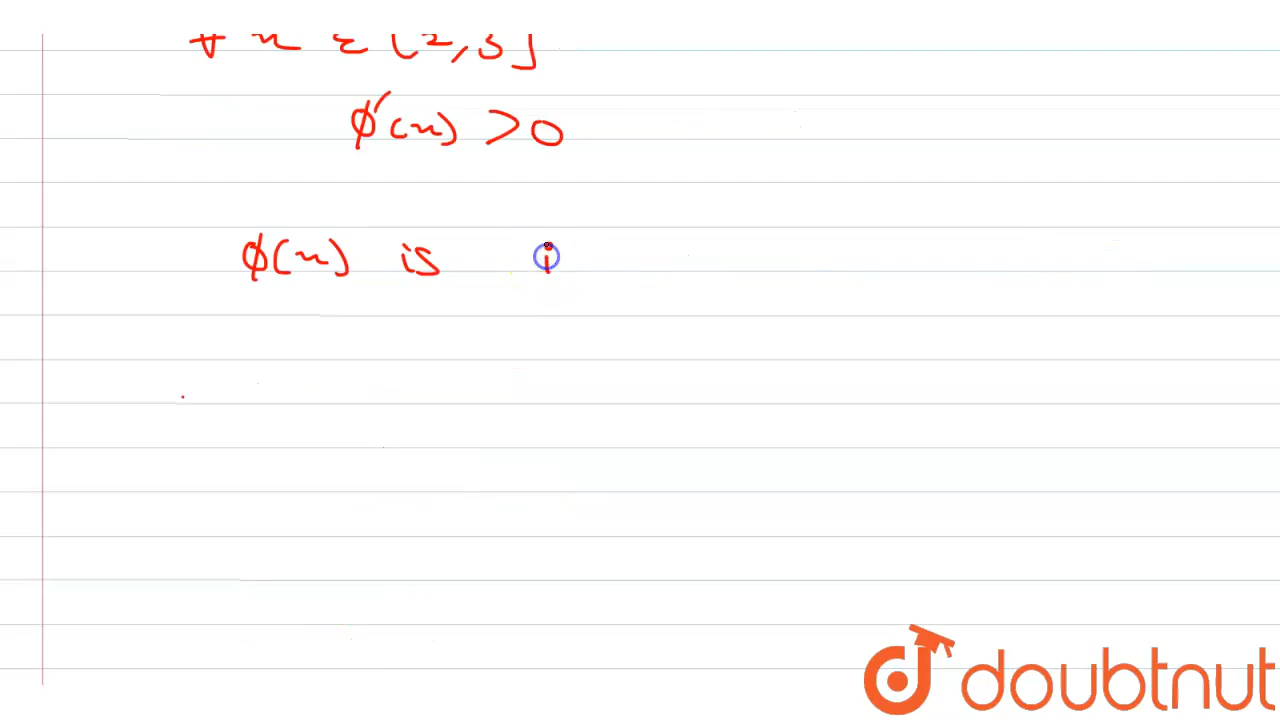 ∀ x ∈ [2,3]
ϕ'(x) > 0
ϕ(x) is i
doubtnut